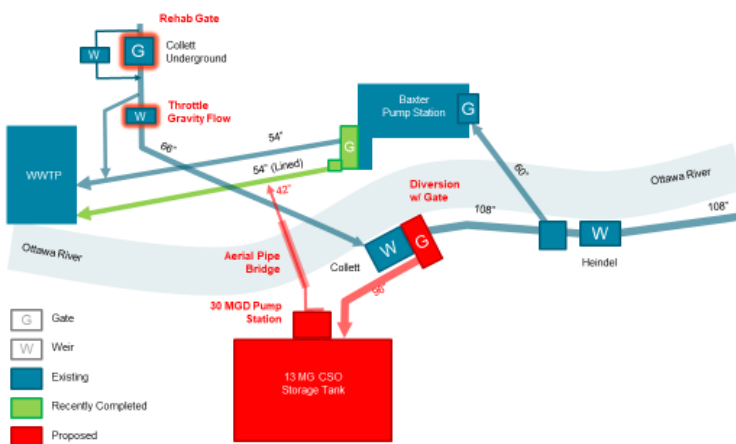 Rehab Gate
G
W
Collett
Underground
Throttle
Gravity Flow
W
Baxter
Pump Station
G
G
54"
66"
WWTP
54" (Lined)
60"
42"
Diversion
w/ Gate
Ottawa River
108"
108"
W
G
W
Heindel
Ottawa River
Aerial Pipe
Bridge
Collett
30 MGD Pump
Station
G
Gate
W
Weir
13 MG CSO
Storage Tank
Existing
Recently Completed
Proposed